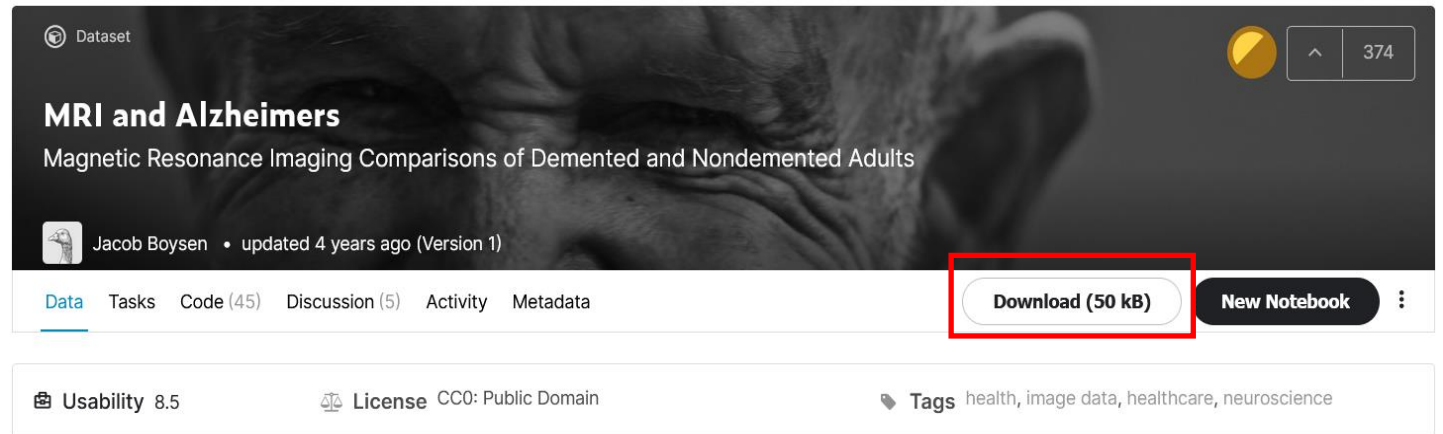 Dataset
374
MRI and Alzheimers
Magnetic Resonance Imaging Comparisons of Demented and Nondemented Adults
Jacob Boysen • updated 4 years ago (Version 1)
Data Tasks Code (45) Discussion (5) Activity Metadata Download (50 kB) New Notebook
Usability 8.5 License CC0: Public Domain Tags health, image data, healthcare, neuroscience